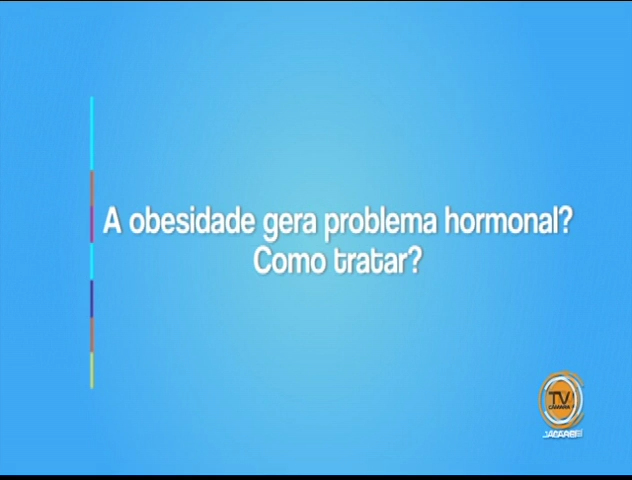 A obesidade gera problema hormonal?
Como tratar?
TV
CÂMARA
JACAREÍ